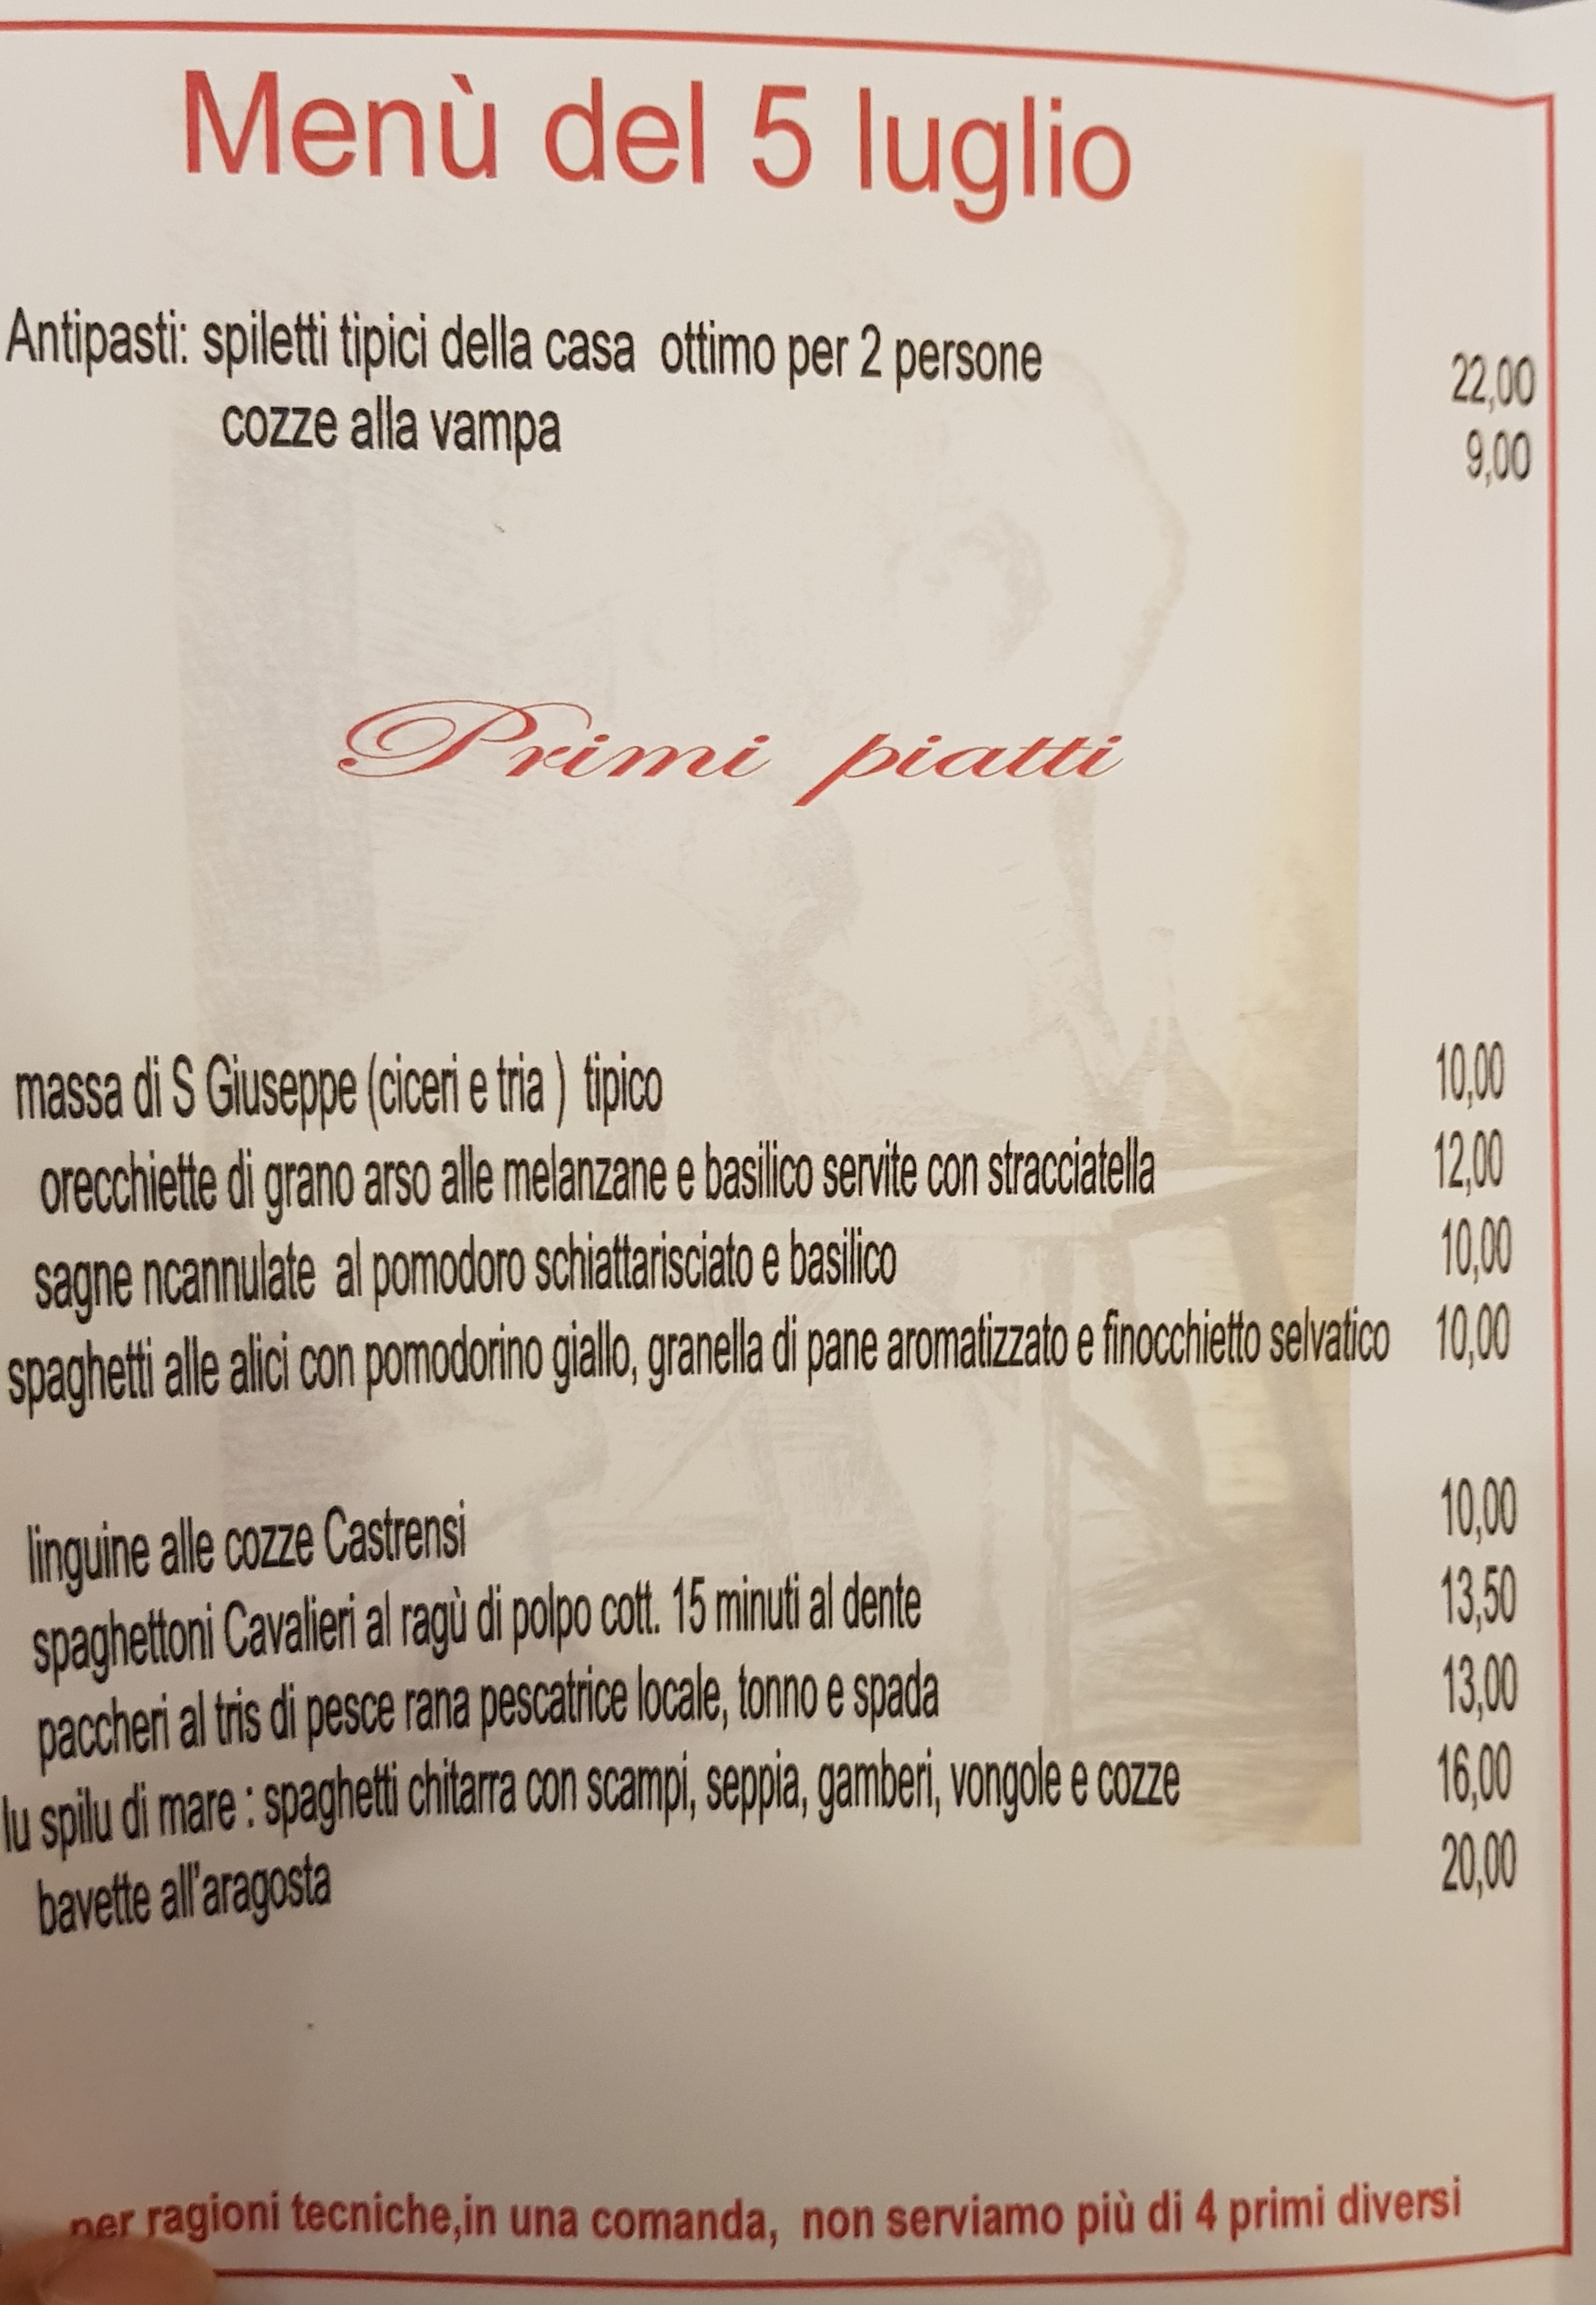 Menù del 5 luglio
Antipasti: spiletti tipici della casa ottimo per 2 persone 22,00
cozze alla vampa 9,00
Primi piatti
massa di S Giuseppe (ciceri e tria ) tipico 10,00
orecchiette di grano arso alle melanzane e basilico servite con stracciatella 12,00
sagne ncannulate al pomodoro schiattarisciato e basilico 10,00
spaghetti alle alici con pomodorino giallo, granella di pane aromatizzato e finocchietto selvatico 10,00
linguine alle cozze Castrensi 10,00
spaghettoni Cavalieri al ragù di polpo cott. 15 minuti al dente 13,50
paccheri al tris di pesce rana pescatrice locale, tonno e spada 13,00
lu spilu di mare : spaghetti chitarra con scampi, seppia, gamberi, vongole e cozze 16,00
bavette all'aragosta 20,00
per ragioni tecniche,in una comanda, non serviamo più di 4 primi diversi